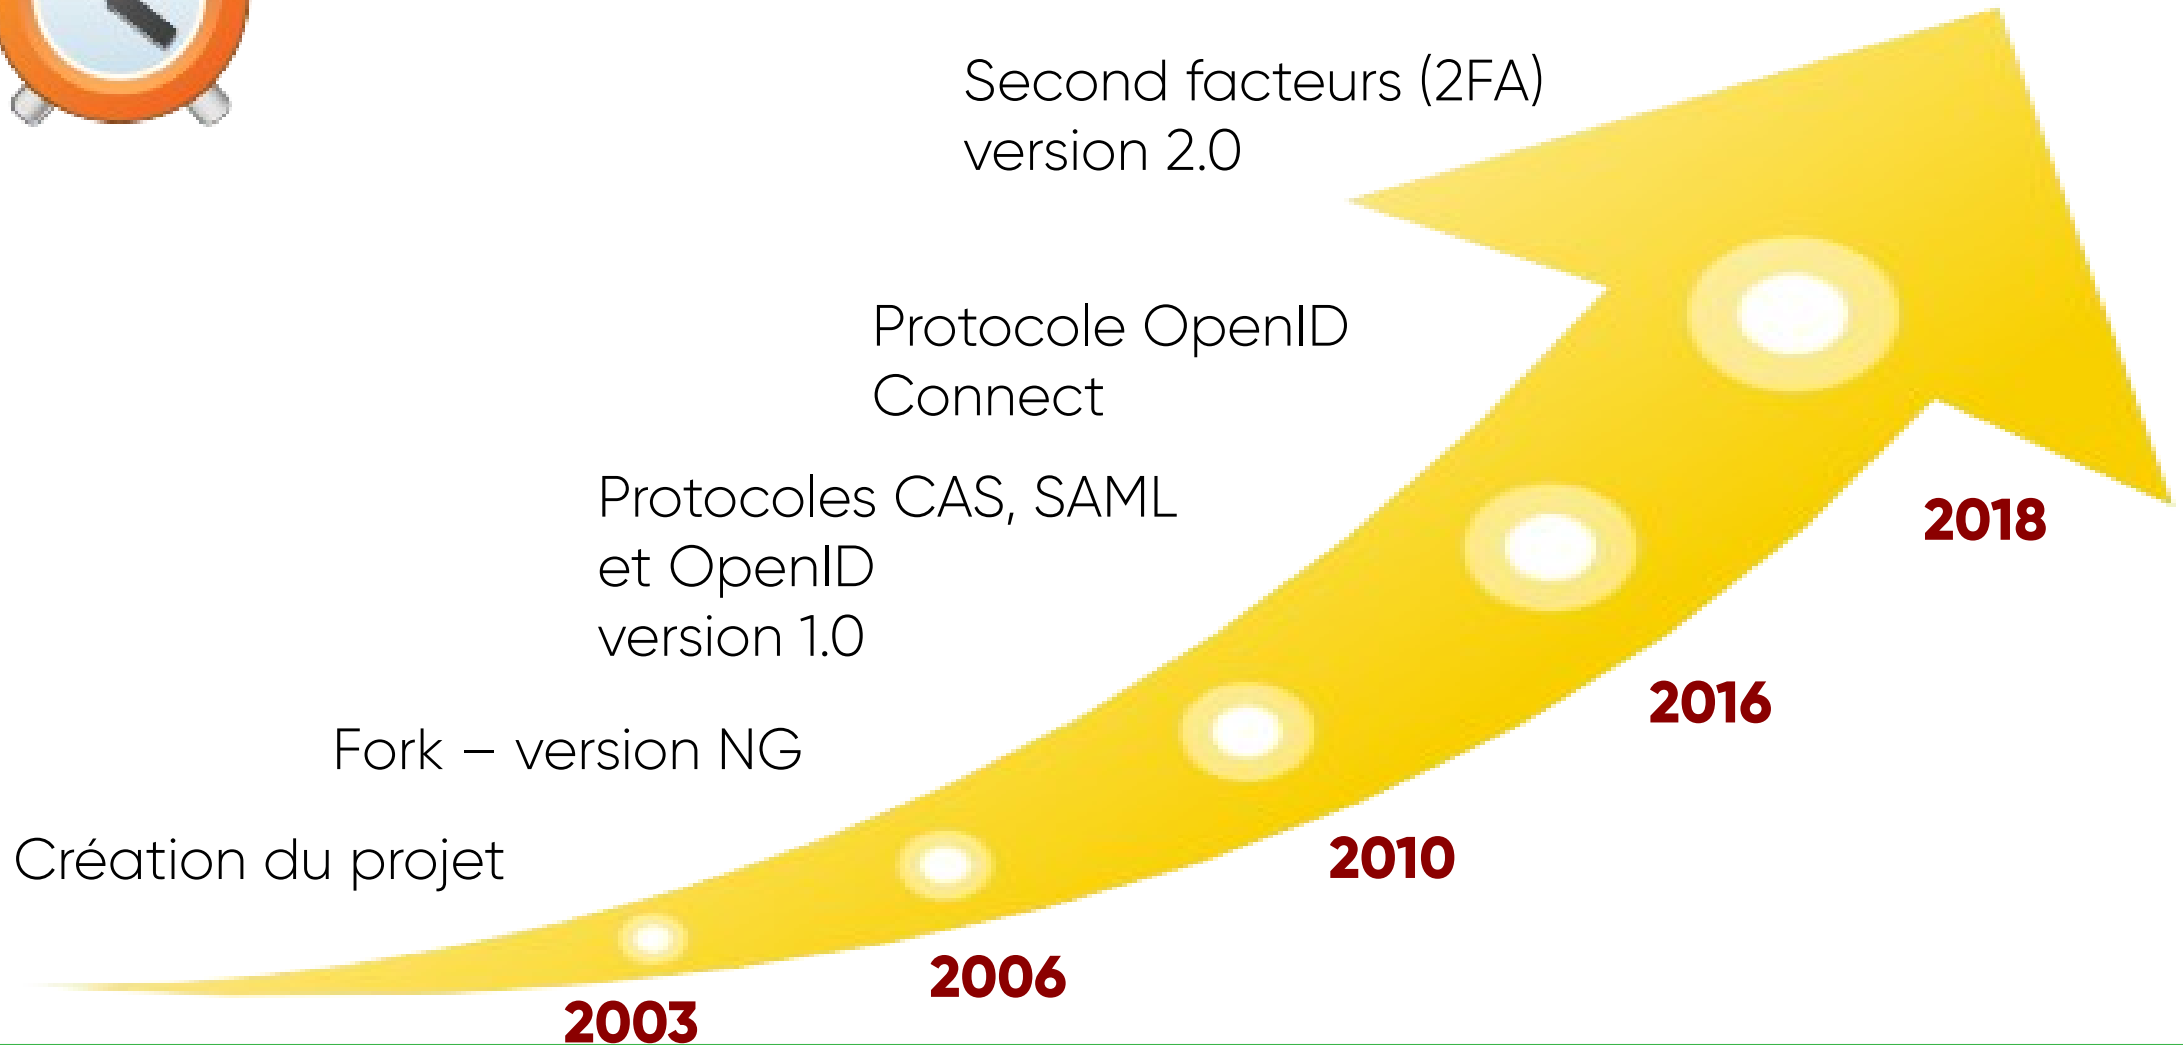 Second facteurs (2FA)
version 2.0
Protocole OpenID
Connect
Protocoles CAS, SAML
et OpenID
version 1.0
Fork – version NG
Création du projet
2018
2016
2010
2006
2003